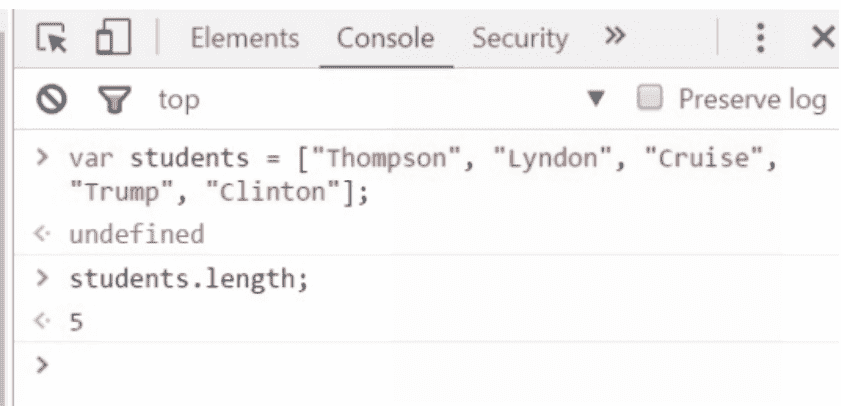 Elements Console Security »
top ▼ Preserve log
> var students = ["Thompson", "Lyndon", "Cruise",
"Trump", "Clinton"];
<· undefined
> students.length;
<· 5
>